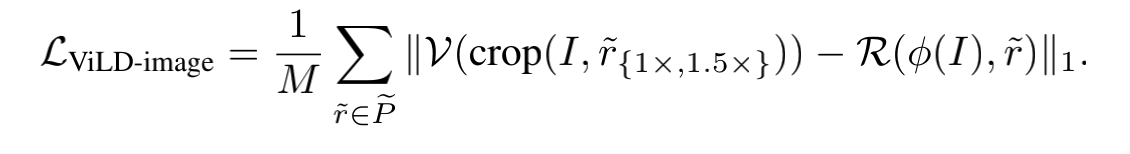 $\mathcal{L}_{\text{ViLD-image}} = \frac{1}{M} \sum_{\tilde{r} \in \widetilde{P}} \| \mathcal{V}(\text{crop}(I, \tilde{r}_{\{1\times, 1.5\times\}})) - \mathcal{R}(\phi(I), \tilde{r}) \|_1.$